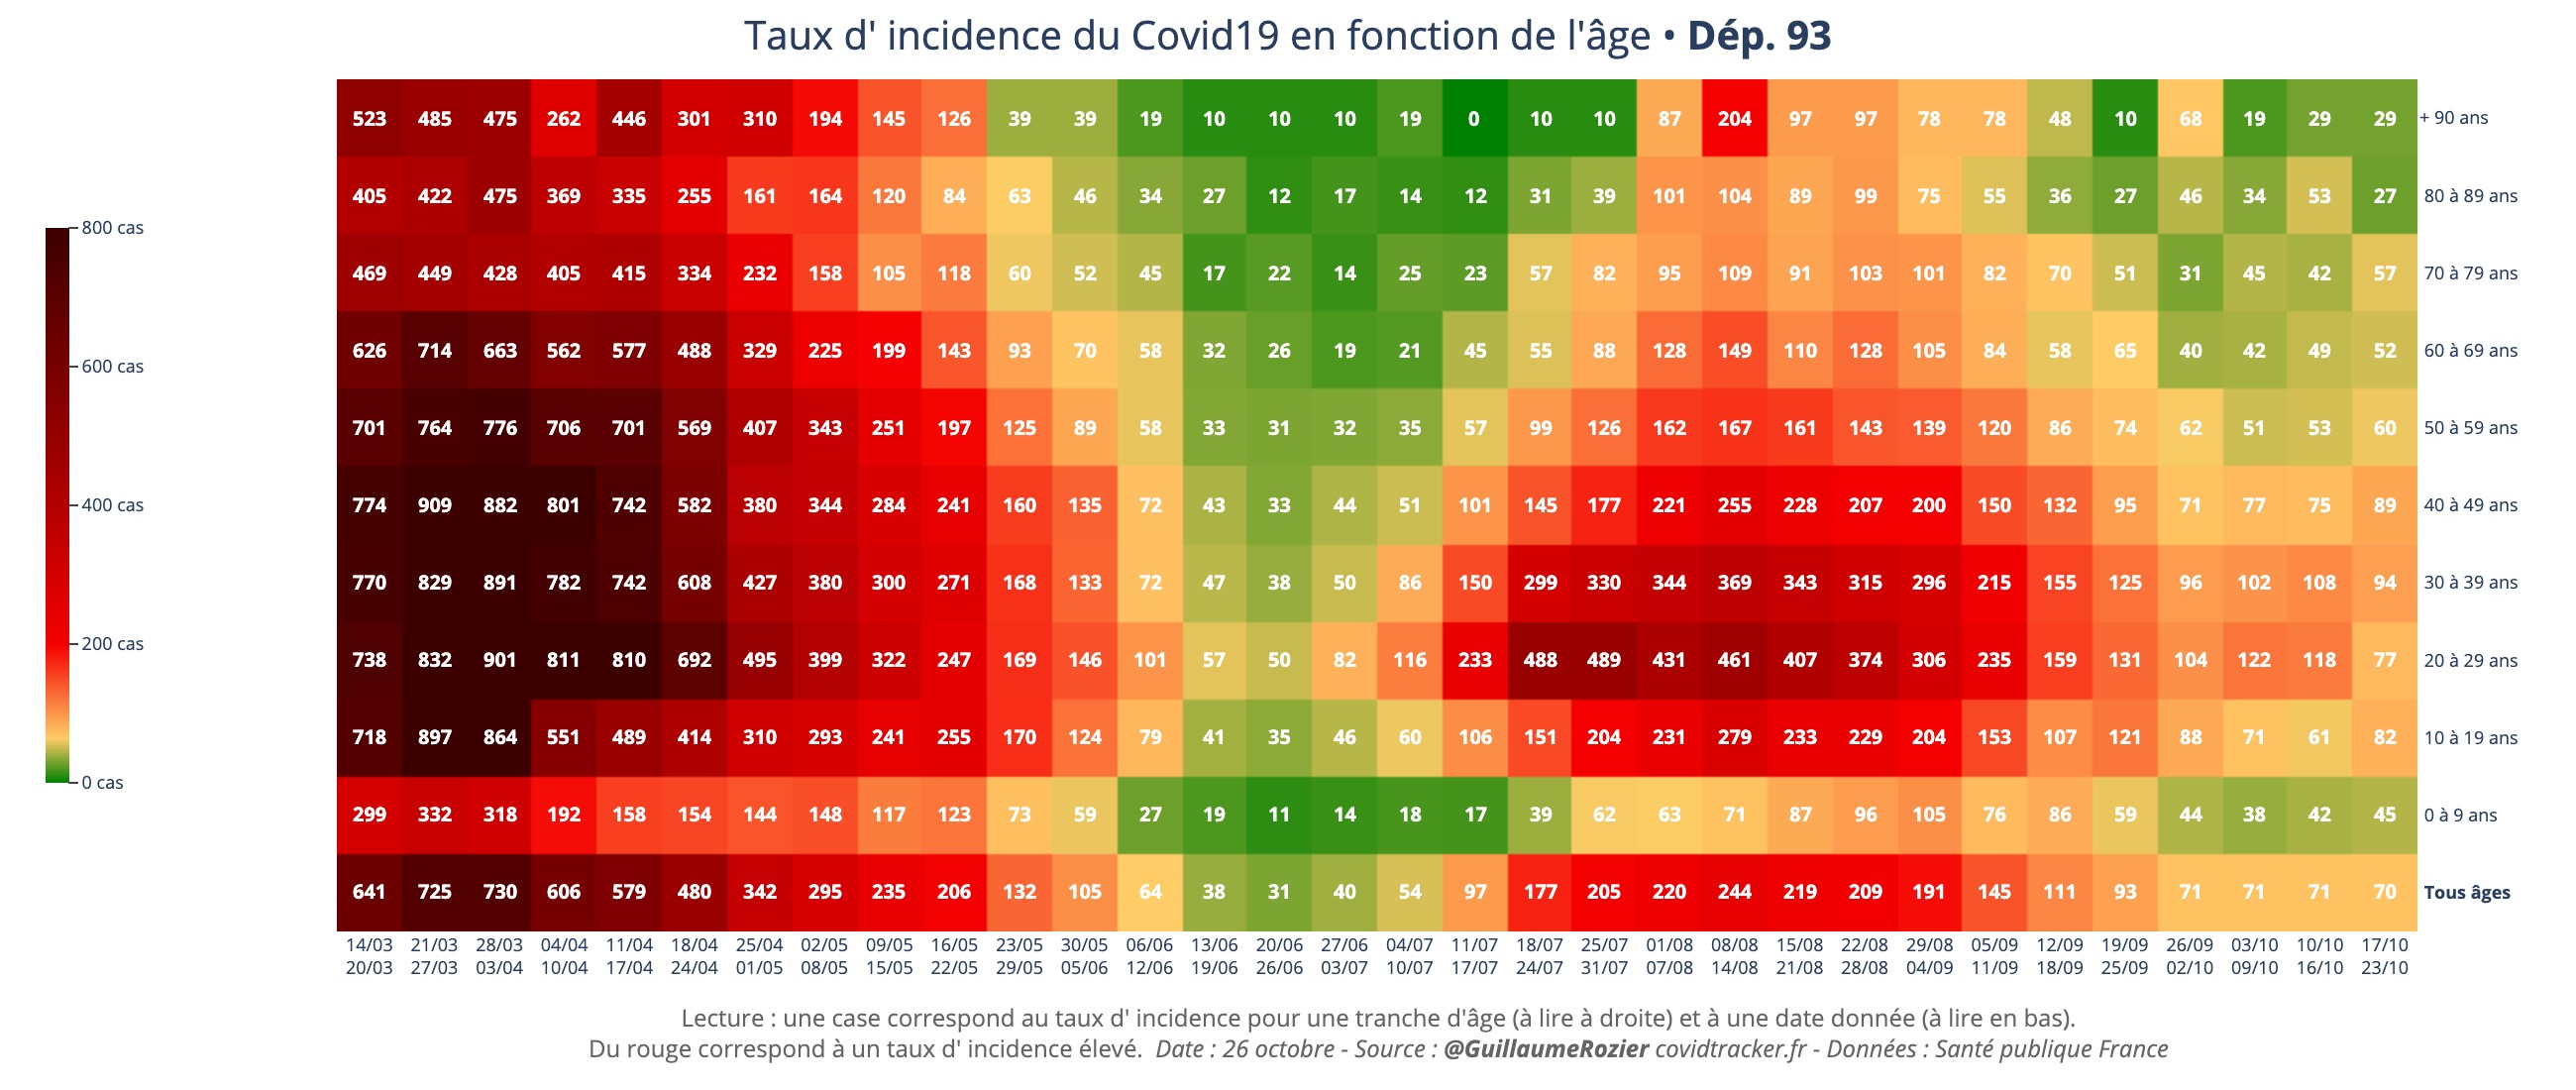 Taux d' incidence du Covid19 en fonction de l'âge • Dép. 93
800 cas
600 cas
400 cas
200 cas
0 cas
523 485 475 262 446 301 310 194 145 126 39 39 19 10 10 10 19 0 10 10 87 204 97 97 78 78 48 10 68 19 29 29 + 90 ans
405 422 475 369 335 255 161 164 120 84 63 46 34 27 12 17 14 12 31 39 101 104 89 99 75 55 36 27 46 34 53 27 80 à 89 ans
469 449 428 405 415 334 232 158 105 118 60 52 45 17 22 14 25 23 57 82 95 109 91 103 101 82 70 51 31 45 42 57 70 à 79 ans
626 714 663 562 577 488 329 225 199 143 93 70 58 32 26 19 21 45 55 88 128 149 110 128 105 84 58 65 40 42 49 52 60 à 69 ans
701 764 776 706 701 569 407 343 251 197 125 89 58 33 31 32 35 57 99 126 162 167 161 143 139 120 86 74 62 51 53 60 50 à 59 ans
774 909 882 801 742 582 380 344 284 241 160 135 72 43 33 44 51 101 145 177 221 255 228 207 200 150 132 95 71 77 75 89 40 à 49 ans
770 829 891 782 742 608 427 380 300 271 168 133 72 47 38 50 86 150 299 330 344 369 343 315 296 215 155 125 96 102 108 94 30 à 39 ans
738 832 901 811 810 692 495 399 322 247 169 146 101 57 50 82 116 233 488 489 431 461 407 374 306 235 159 131 104 122 118 77 20 à 29 ans
718 897 864 551 489 414 310 293 241 255 170 124 79 41 35 46 60 106 151 204 231 279 233 229 204 153 107 121 88 71 61 82 10 à 19 ans
299 332 318 192 158 154 144 148 117 123 73 59 27 19 11 14 18 17 39 62 63 71 87 96 105 76 86 59 44 38 42 45 0 à 9 ans
641 725 730 606 579 480 342 295 235 206 132 105 64 38 31 40 54 97 177 205 220 244 219 209 191 145 111 93 71 71 71 70 Tous âges
14/03 21/03 28/03 04/04 11/04 18/04 25/04 02/05 09/05 16/05 23/05 30/05 06/06 13/06 20/06 27/06 04/07 11/07 18/07 25/07 01/08 08/08 15/08 22/08 29/08 05/09 12/09 19/09 26/09 03/10 10/10 17/10
20/03 27/03 03/04 10/04 17/04 24/04 01/05 08/05 15/05 22/05 29/05 05/06 12/06 19/06 26/06 03/07 10/07 17/07 24/07 31/07 07/08 14/08 21/08 28/08 04/09 11/09 18/09 25/09 02/10 09/10 16/10 23/10
Lecture : une case correspond au taux d' incidence pour une tranche d'âge (à lire à droite) et à une date donnée (à lire en bas).
Du rouge correspond à un taux d' incidence élevé. Date : 26 octobre - Source : @GuillaumeRozier covidtracker.fr - Données : Santé publique France